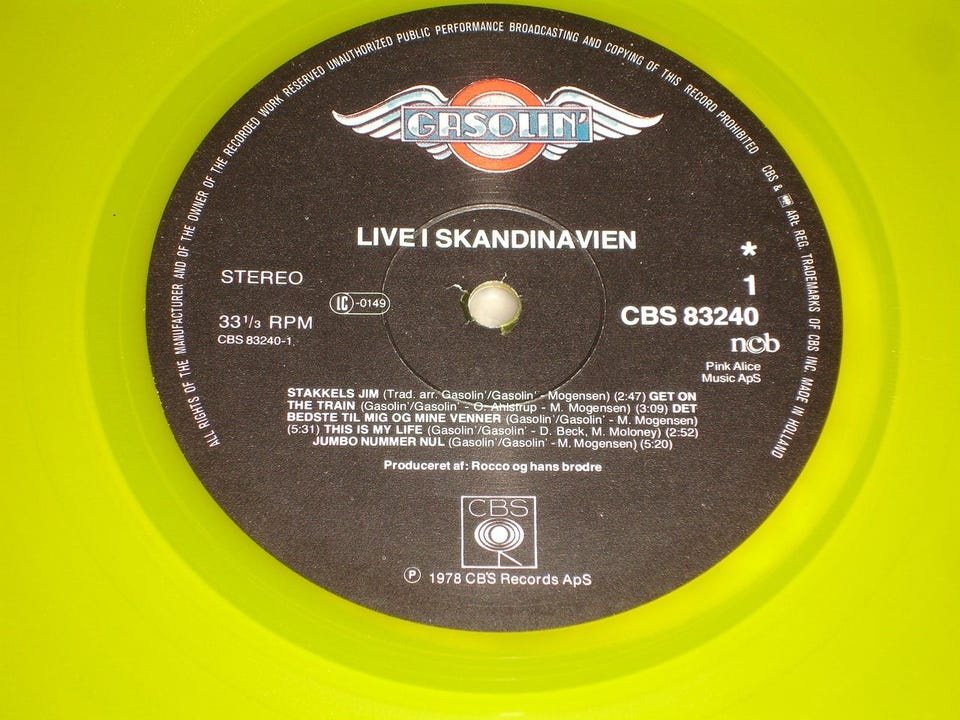 ALL RIGHTS OF THE MANUFACTURER AND OF THE OWNER OF THE RECORDED WORK RESERVED UNAUTHORIZED PUBLIC PERFORMANCE BROADCASTING AND COPYING OF THIS RECORD PROHIBITED CBS & ARE REG. TRADEMARKS OF CBS INC. MADE IN HOLLAND
GASOLIN'
LIVE I SKANDINAVIEN
STEREO
LC-0149
33 1/3 RPM
CBS 83240-1
*
1
CBS 83240
ncb
Pink Alice
Music ApS
STAKKELS JIM (Trad. arr. Gasolin'/Gasolin' - Mogensen) (2:47) GET ON
THE TRAIN (Gasolin'/Gasolin' - O. Ahlstrup - M. Mogensen) (3:09) DET
BEDSTE TIL MIG OG MINE VENNER (Gasolin'/Gasolin' - M. Mogensen)
(5:31) THIS IS MY LIFE (Gasolin'/Gasolin' - D. Beck, M. Moloney) (2:52)
JUMBO NUMMER NUL (Gasolin'/Gasolin' - M. Mogensen) (5:20)
Produceret af: Rocco og hans brødre
CBS
℗ 1978 CBS Records ApS